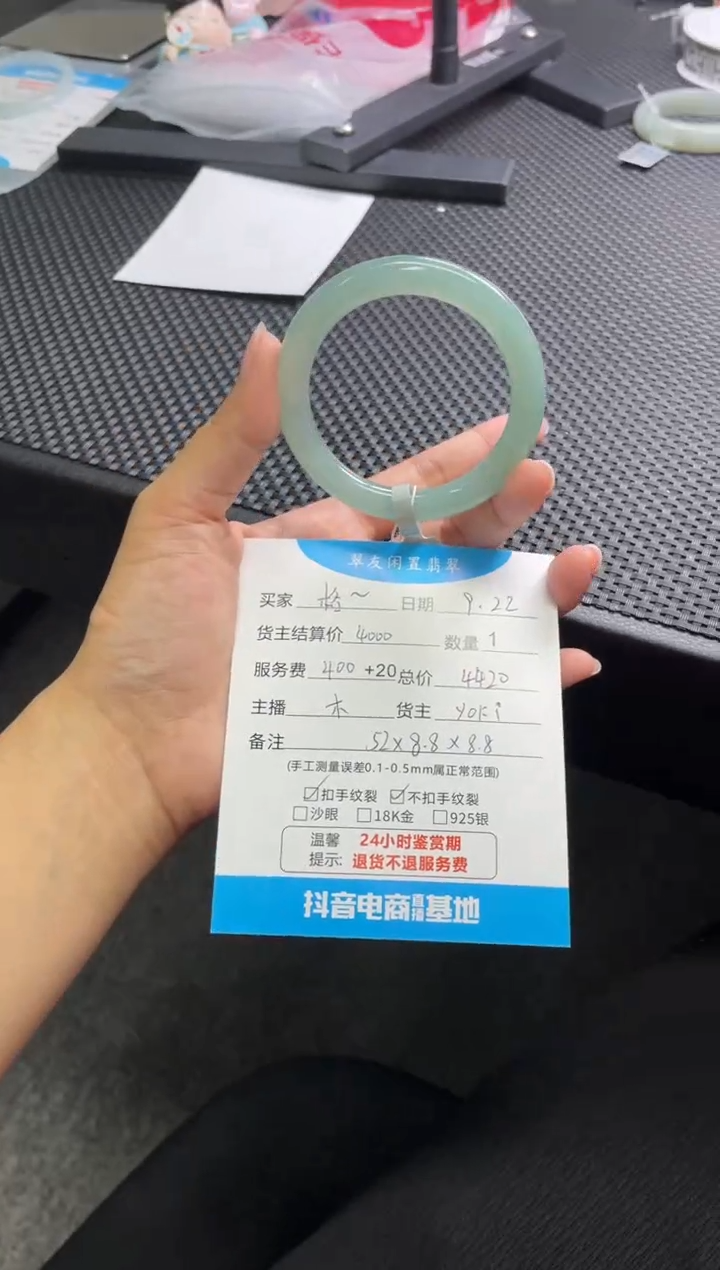 翠友闲置翡翠
买家 格~ 日期 9.22
货主结算价 4000 数量 1
服务费 400 +20 总价 4420
主播 木 货主 yoki
备注 52×8.8×8.8
(手工测量误差0.1-0.5mm属正常范围)
☑扣手纹裂 ☑不扣手纹裂
☐沙眼 ☐18K金 ☐925银
温馨 24小时鉴赏期
提示: 退货不退服务费
抖音电商直播基地